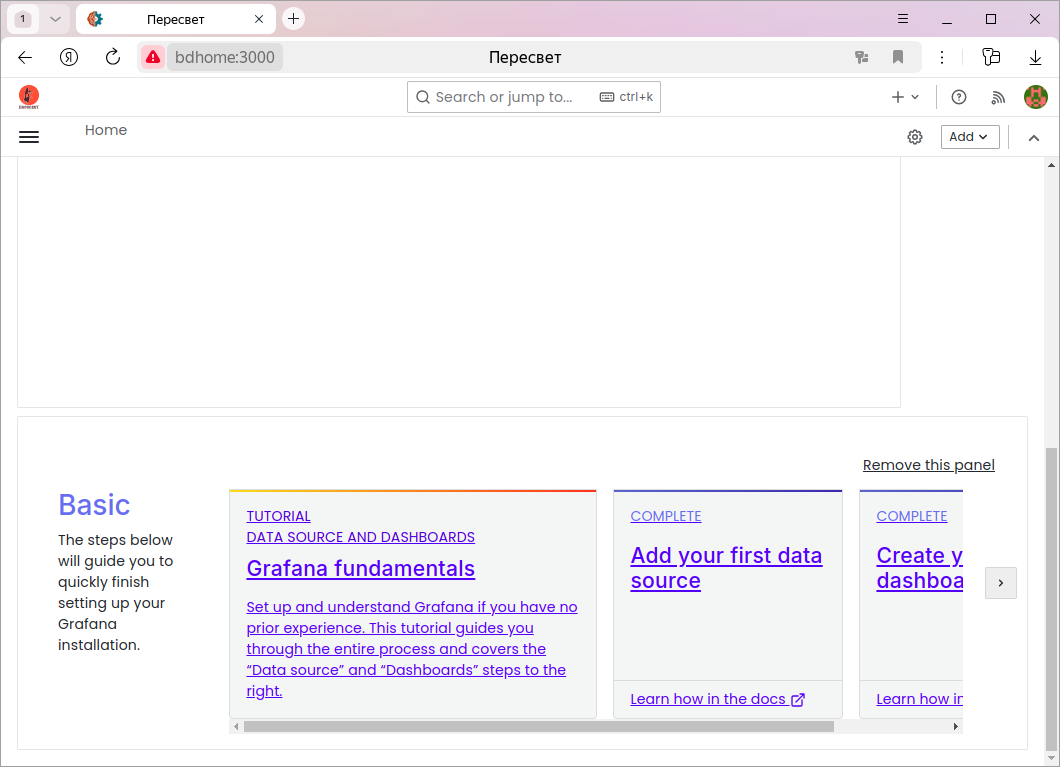 1
Пересвет
Я
bdhome:3000
Пересвет
Search or jump to...
ctrl+k
Home
Add
Remove this panel
Basic
The steps below
will guide you to
quickly finish
setting up your
Grafana
installation.
TUTORIAL
DATA SOURCE AND DASHBOARDS
Grafana fundamentals
Set up and understand Grafana if you have no
prior experience. This tutorial guides you
through the entire process and covers the
“Data source” and “Dashboards” steps to the
right.
COMPLETE
Add your first data
source
Learn how in the docs
COMPLETE
Create y
dashboa
Learn how in